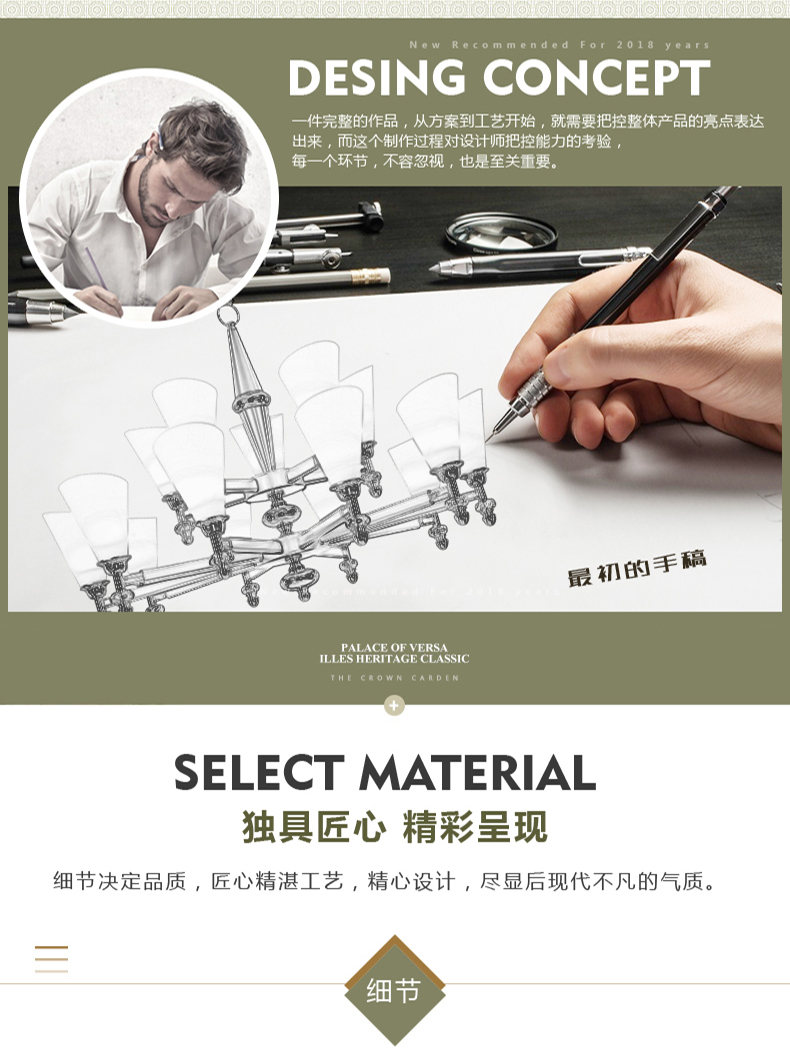 New Recommended For 2018 years
DESING CONCEPT
一件完整的作品，从方案到工艺开始，就需要把控整体产品的亮点表达
出来，而这个制作过程对设计师把控能力的考验，
每一个环节，不容忽视，也是至关重要。
最初的手稿
Recommended For 2018 years
PALACE OF VERSA
ILLES HERITAGE CLASSIC
THE CROWN CARDEN
SELECT MATERIAL
独具匠心 精彩呈现
细节决定品质，匠心精湛工艺，精心设计，尽显后现代不凡的气质。
细节